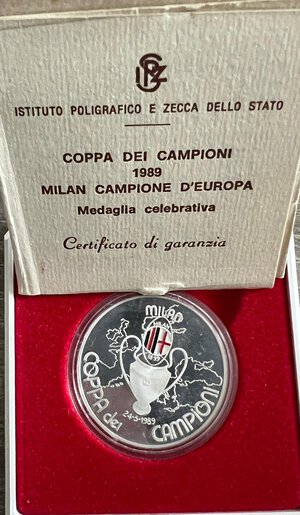 IPZS
ISTITUTO POLIGRAFICO E ZECCA DELLO STATO
COPPA DEI CAMPIONI
1989
MILAN CAMPIONE D'EUROPA
Medaglia celebrativa
Certificato di garanzia
MILAN
COPPA dei CAMPIONI
24-5-1989